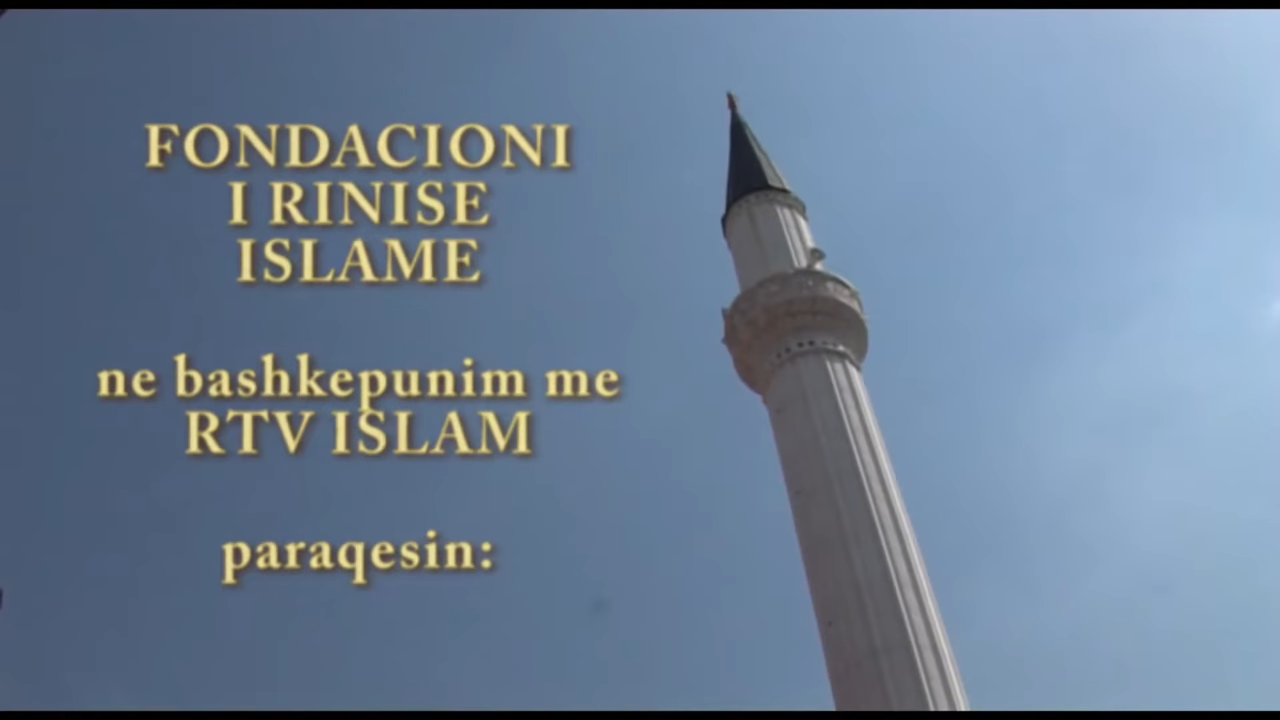 FONDACIONI
I RINISE
ISLAME
ne bashkepunim me
RTV ISLAM
paraqesin: